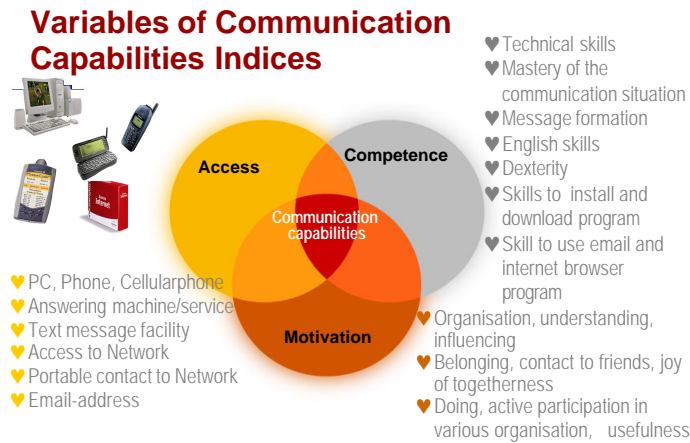 Variables of Communication
Capabilities Indices
Access
Competence
Communication
capabilities
Motivation
♥PC, Phone, Cellularphone
♥Answering machine/service
♥Text message facility
♥Access to Network
♥Portable contact to Network
♥Email-address
♥Technical skills
♥Mastery of the
communication situation
♥Message formation
♥English skills
♥Dexterity
♥Skills to install and
download program
♥Skill to use email and
internet browser
program
♥Organisation, understanding,
influencing
♥Belonging, contact to friends, joy
of togetherness
♥Doing, active participation in
various organisation, usefulness
Internet